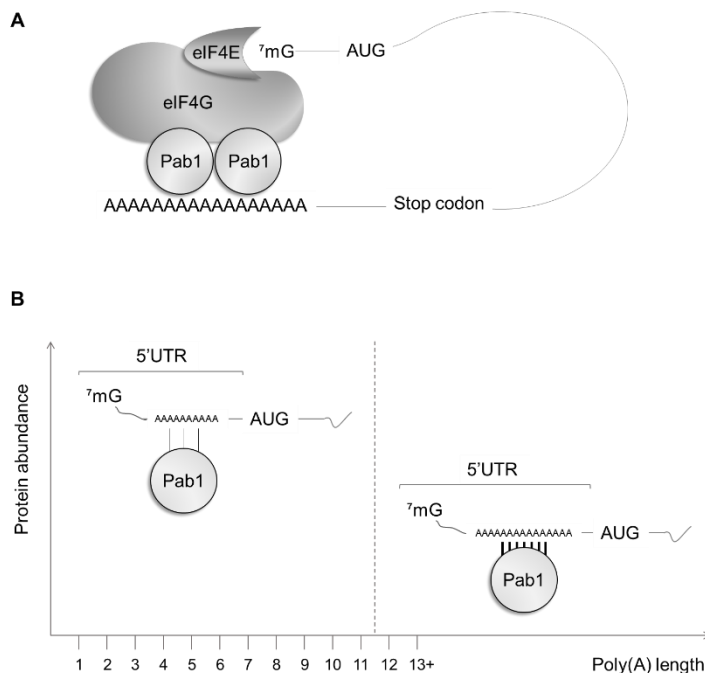 A
eIF4E
⁷mG
AUG
eIF4G
Pab1 Pab1
AAAAAAAAAAAAAAAAA
Stop codon
B
Protein abundance
5'UTR
⁷mG
AAAAAAAAAA
AUG
Pab1
5'UTR
⁷mG
AAAAAAAAAAAAAAA
AUG
Pab1
1 2 3 4 5 6 7 8 9 10 11 12 13+
Poly(A) length